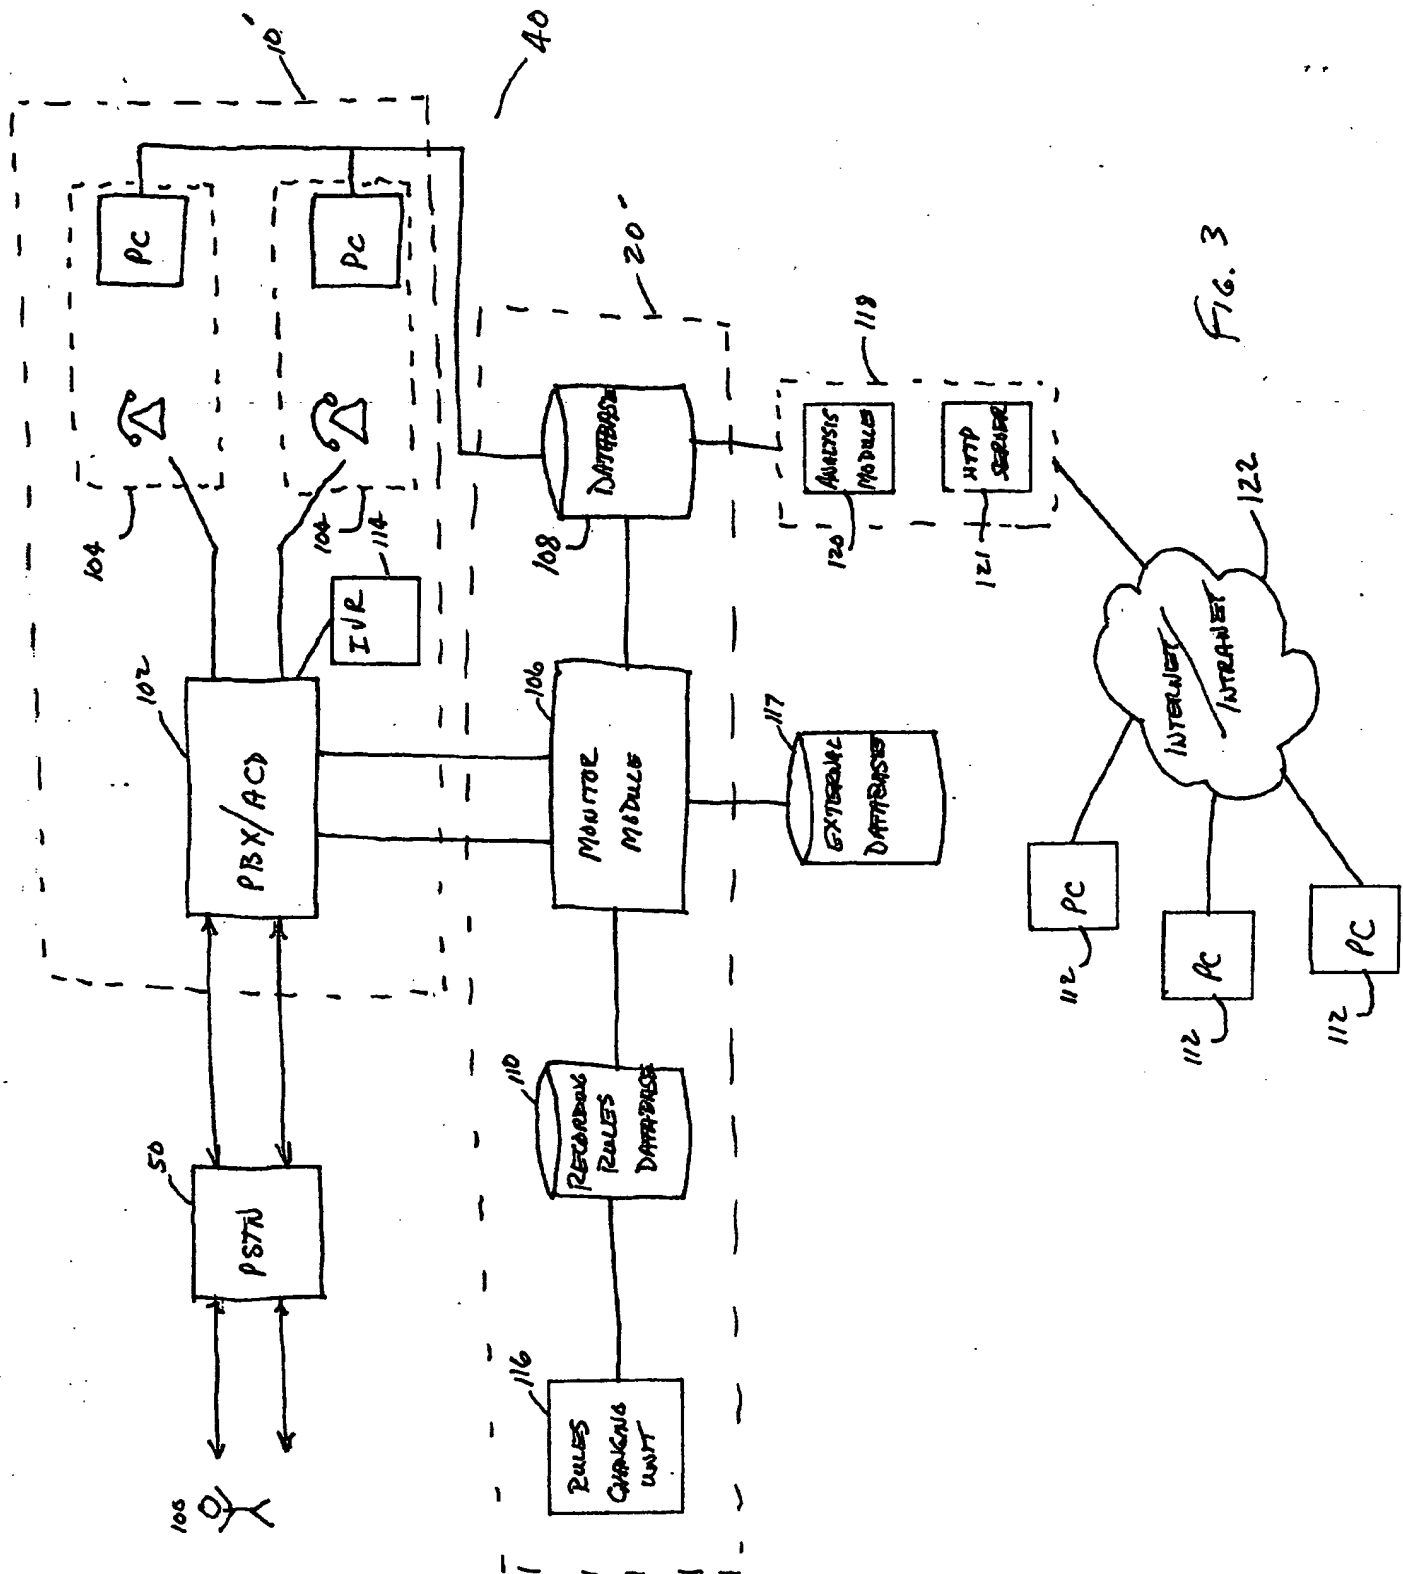 100
50
PSTN
102
PBX/ACD
IVR
114
104
104
PC
PC
10'
40
116
RULES
CHANGING
UNIT
110
RECORDING
RULES
DATABASE
106
MONITOR
MODULE
108
DATABASE
20'
117
EXTERNAL
DATABASES
118
120
ANALYSIS
MODULE
121
HTTP
SERVER
122
INTERNET
INTRANET
112
PC
112
PC
112
PC
FIG. 3